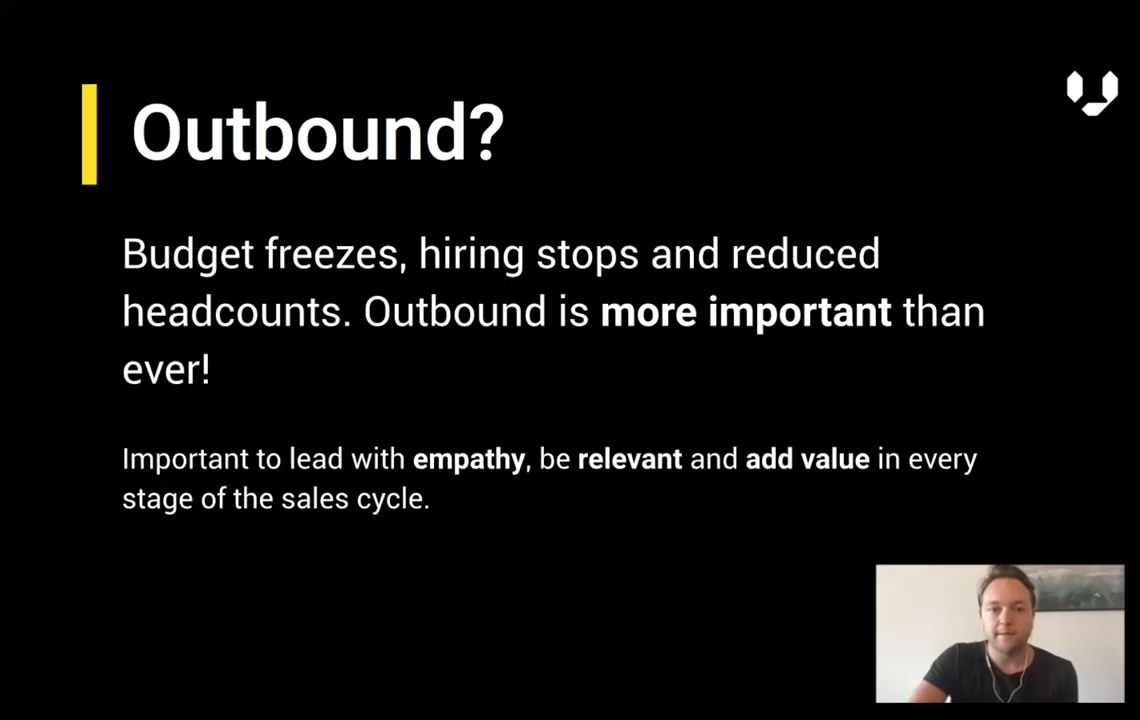 Outbound?
Budget freezes, hiring stops and reduced
headcounts. Outbound is more important than
ever!
Important to lead with empathy, be relevant and add value in every
stage of the sales cycle.